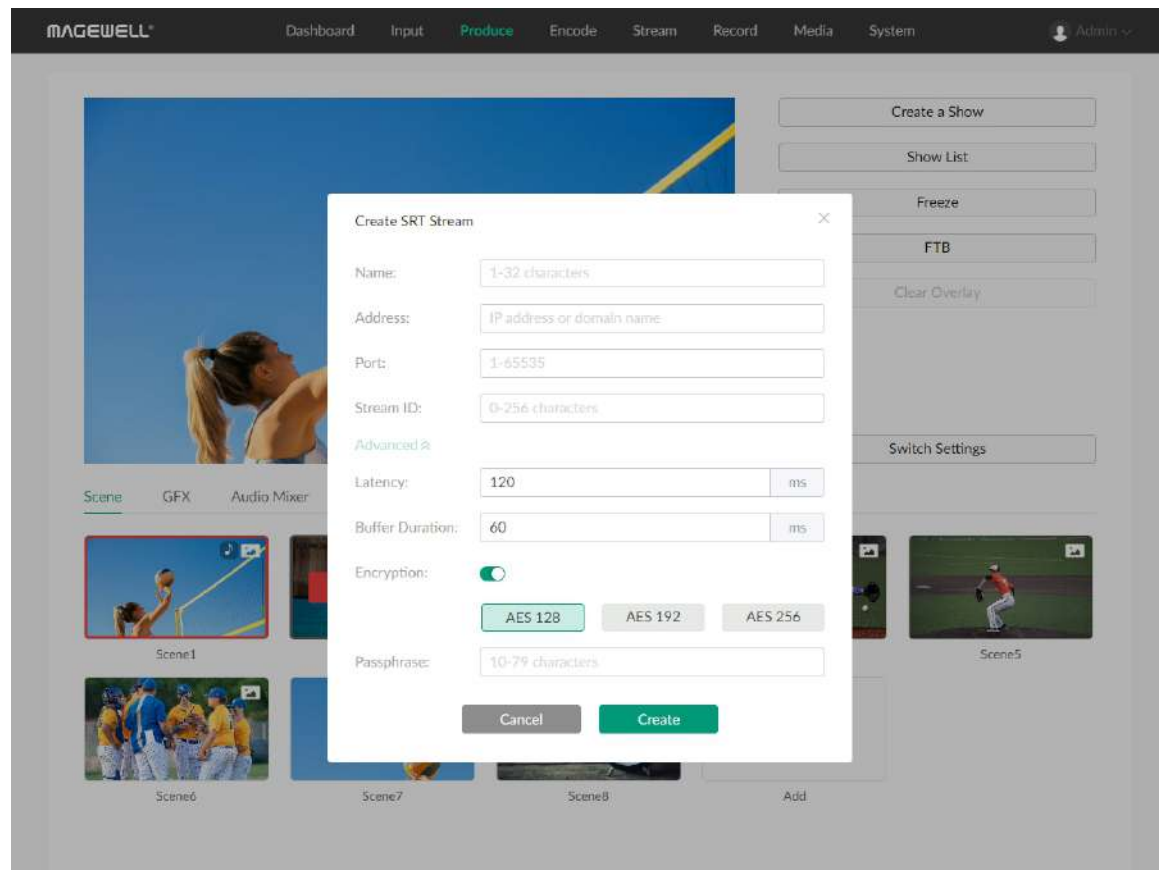 MAGEWELL
Dashboard Input Produce Encode Stream Record Media System Admin
Create a Show
Show List
Freeze
FTB
Clear Overlay
Switch Settings
Create SRT Stream
Name: 1-32 characters
Address: IP address or domain name
Port: 1-65535
Stream ID: 0-256 characters
Advanced
Latency: 120 ms
Buffer Duration: 60 ms
Encryption:
AES 128 AES 192 AES 256
Passphrase: 10-79 characters
Cancel Create
Scene GFX Audio Mixer
Scene1 Scene5
Scene6 Scene7 Scene8 Add